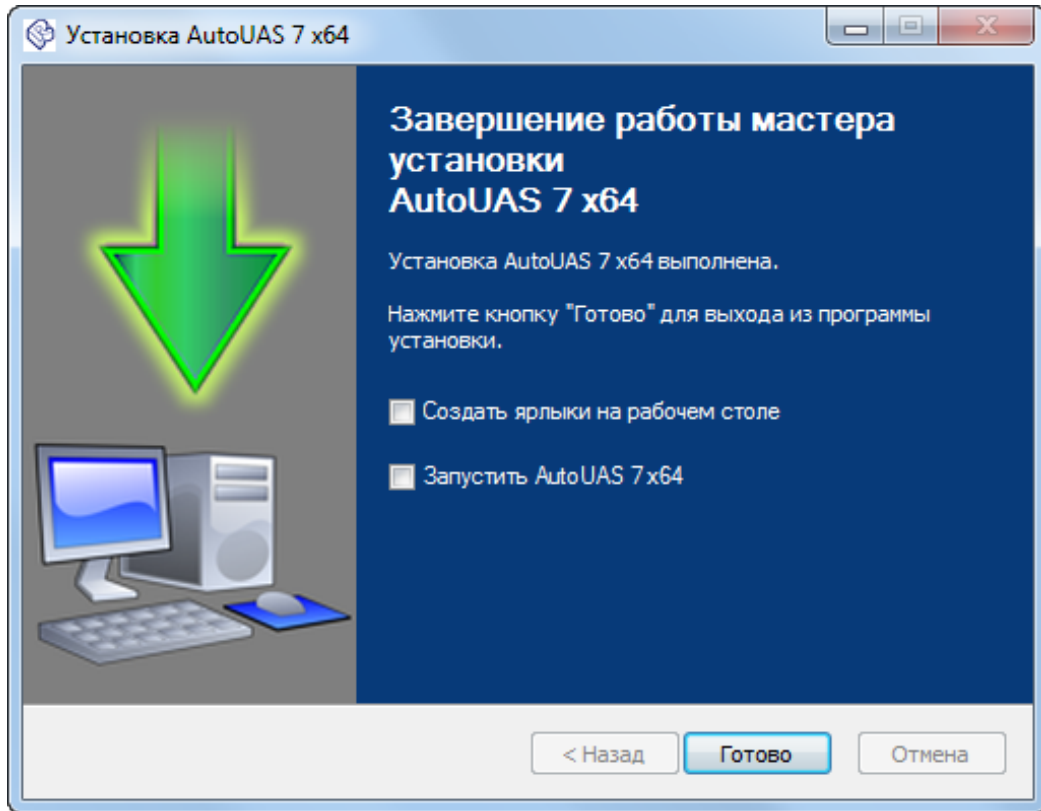 Установка AutoUAS 7 x64
Завершение работы мастера
установки
AutoUAS 7 x64
Установка AutoUAS 7 x64 выполнена.
Нажмите кнопку "Готово" для выхода из программы
установки.
Создать ярлыки на рабочем столе
Запустить AutoUAS 7 x64
< Назад
Готово
Отмена